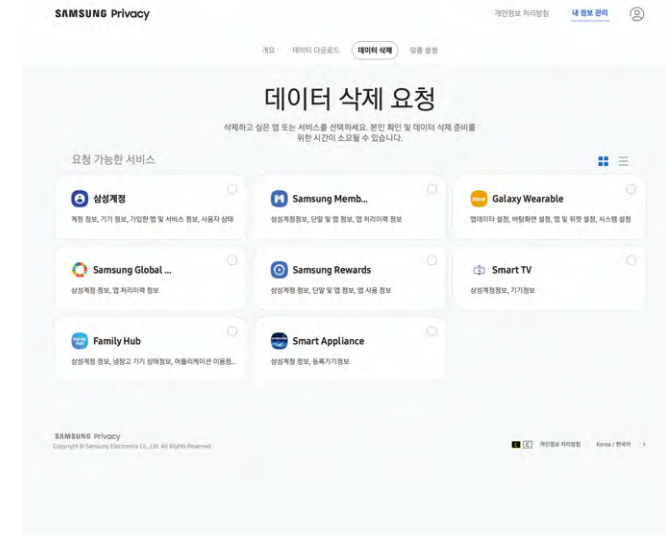 SAMSUNG Privacy
개인정보 처리방침 내 정보 관리
개요 데이터 다운로드 데이터 삭제 맞춤 설정
데이터 삭제 요청
삭제하고 싶은 앱 또는 서비스를 선택하세요. 본인 확인 및 데이터 삭제 준비를
위한 시간이 소요될 수 있습니다.
요청 가능한 서비스
삼성계정
계정 정보, 기기 정보, 가입한 앱 및 서비스 정보, 사용자 상태
Samsung Memb...
삼성계정정보, 단말 및 앱 정보, 앱 처리이력 정보
Galaxy Wearable
앱데이터 설정, 바탕화면 설정, 앱 및 위젯 설정, 시스템 설정
Samsung Global ...
삼성계정 정보, 앱 처리이력 정보
Samsung Rewards
삼성계정 정보, 단말 및 앱 정보, 앱 사용 정보
Smart TV
삼성계정정보, 기기정보
Family Hub
삼성계정 정보, 냉장고 기기 상태정보, 어플리케이션 이용정...
Smart Appliance
삼성계정 정보, 등록기기정보
SAMSUNG Privacy
Copyright © Samsung Electronics Co., Ltd. All Rights Reserved.
개인정보 처리방침 Korea / 한국어